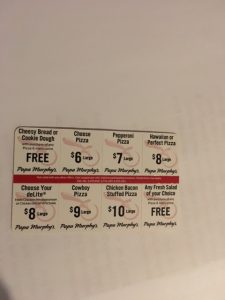 Cheesy Bread or
Cookie Dough
FREE
Papa Murphy's.
Cheese
Pizza
$6 Large
Papa Murphy's.
Pepperoni
Pizza
$7 Large
Papa Murphy's.
Hawaiian or
Perfect Pizza
$8 Large
Papa Murphy's.
Choose Your
deLite®
$8 Large
Papa Murphy's.
Cowboy
Pizza
$9 Large
Papa Murphy's.
Chicken Bacon
Stuffed Pizza
$10 Large
Papa Murphy's.
Any Fresh Salad
of your Choice
FREE
Papa Murphy's.